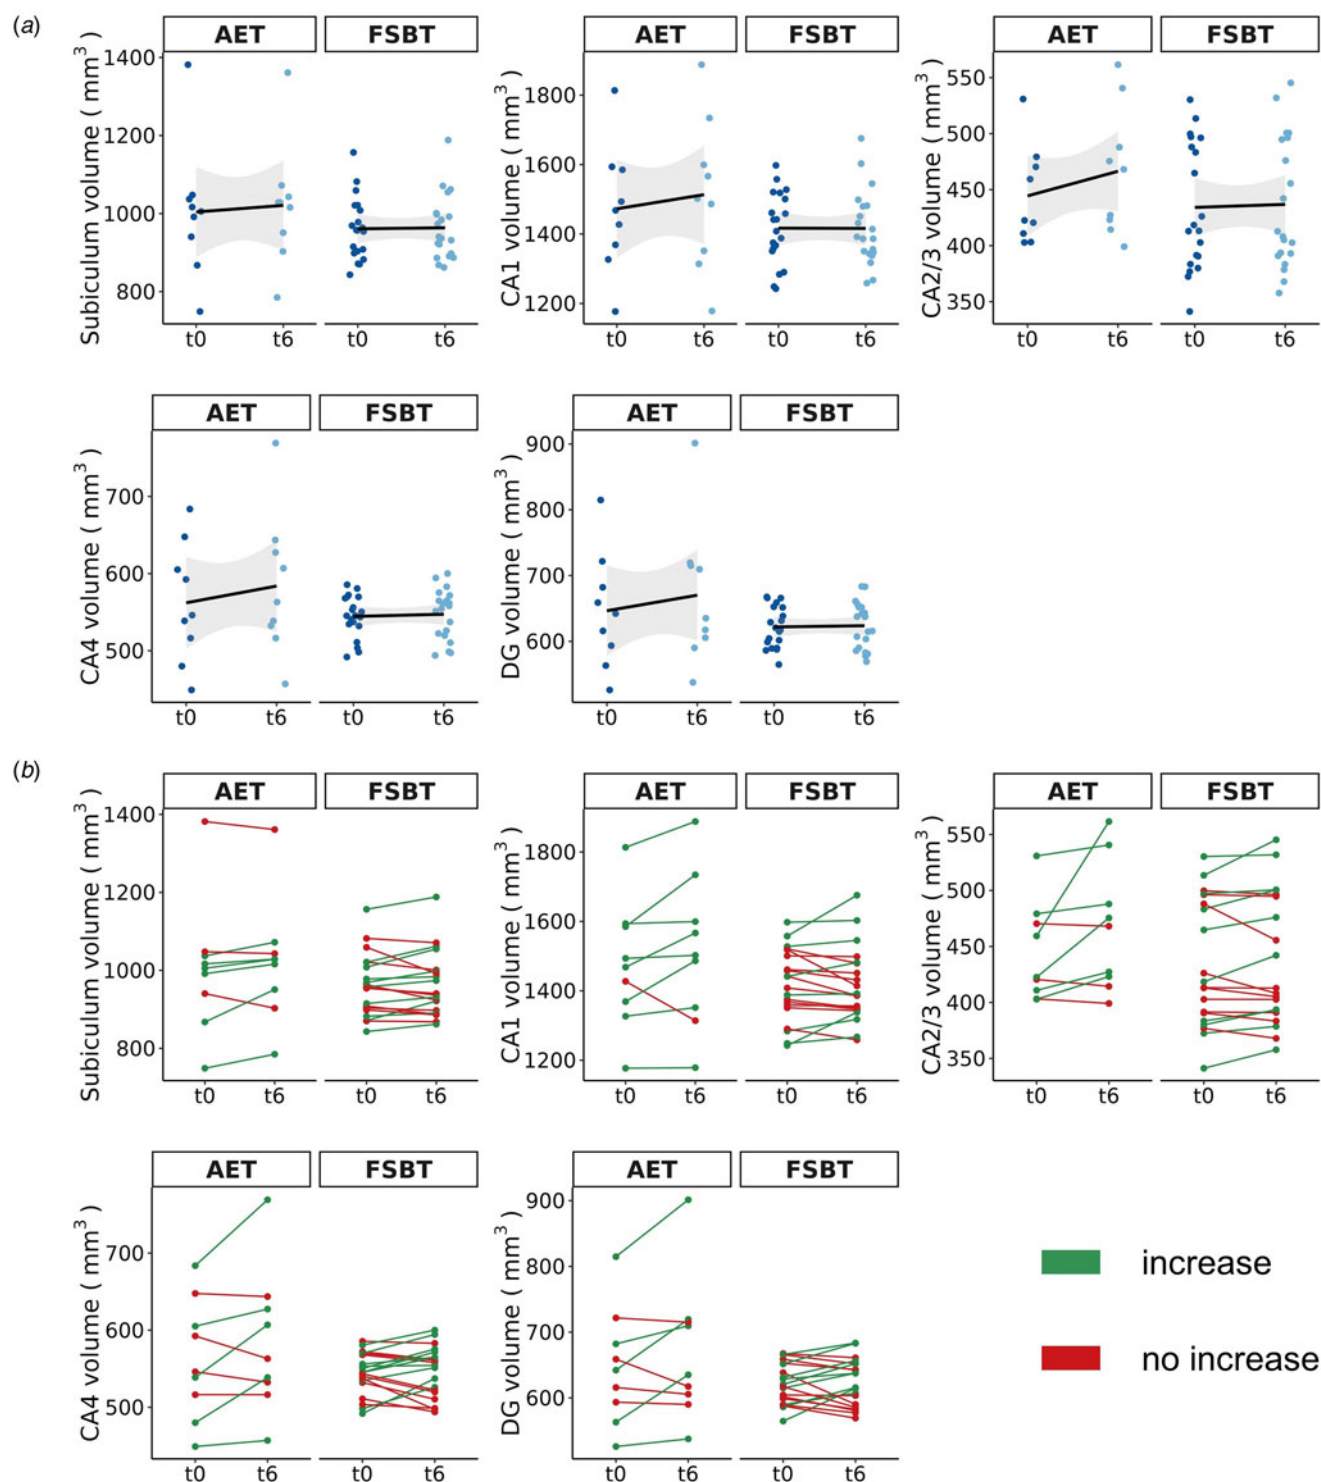 (a)
AET FSBT AET FSBT AET FSBT
Subiculum volume ( mm³ )
1400
1200
1000
800
t0 t6 t0 t6
CA1 volume ( mm³ )
1800
1600
1400
1200
t0 t6 t0 t6
CA2/3 volume ( mm³ )
550
500
450
400
350
t0 t6 t0 t6
AET FSBT AET FSBT
CA4 volume ( mm³ )
700
600
500
t0 t6 t0 t6
DG volume ( mm³ )
900
800
700
600
t0 t6 t0 t6
(b)
AET FSBT AET FSBT AET FSBT
Subiculum volume ( mm³ )
1400
1200
1000
800
t0 t6 t0 t6
CA1 volume ( mm³ )
1800
1600
1400
1200
t0 t6 t0 t6
CA2/3 volume ( mm³ )
550
500
450
400
350
t0 t6 t0 t6
AET FSBT AET FSBT
CA4 volume ( mm³ )
700
600
500
t0 t6 t0 t6
DG volume ( mm³ )
900
800
700
600
t0 t6 t0 t6
increase
no increase